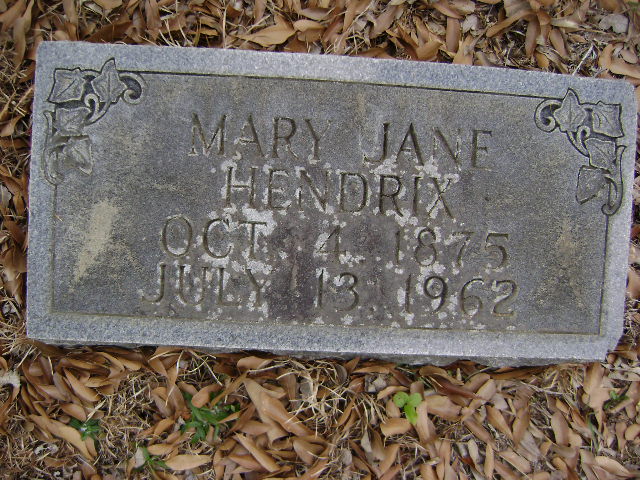 MARY JANE
HENDRIX
OCT. 4. 1875
JULY 13. 1962